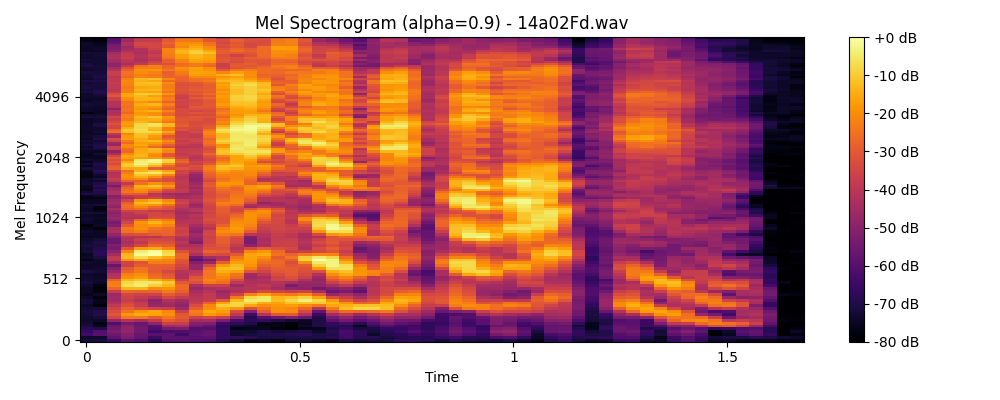 Mel Spectrogram (alpha=0.9) - 14a02Fd.wav
Mel Frequency
4096
2048
1024
512
0
0
0.5
1
1.5
Time
+0 dB
-10 dB
-20 dB
-30 dB
-40 dB
-50 dB
-60 dB
-70 dB
-80 dB